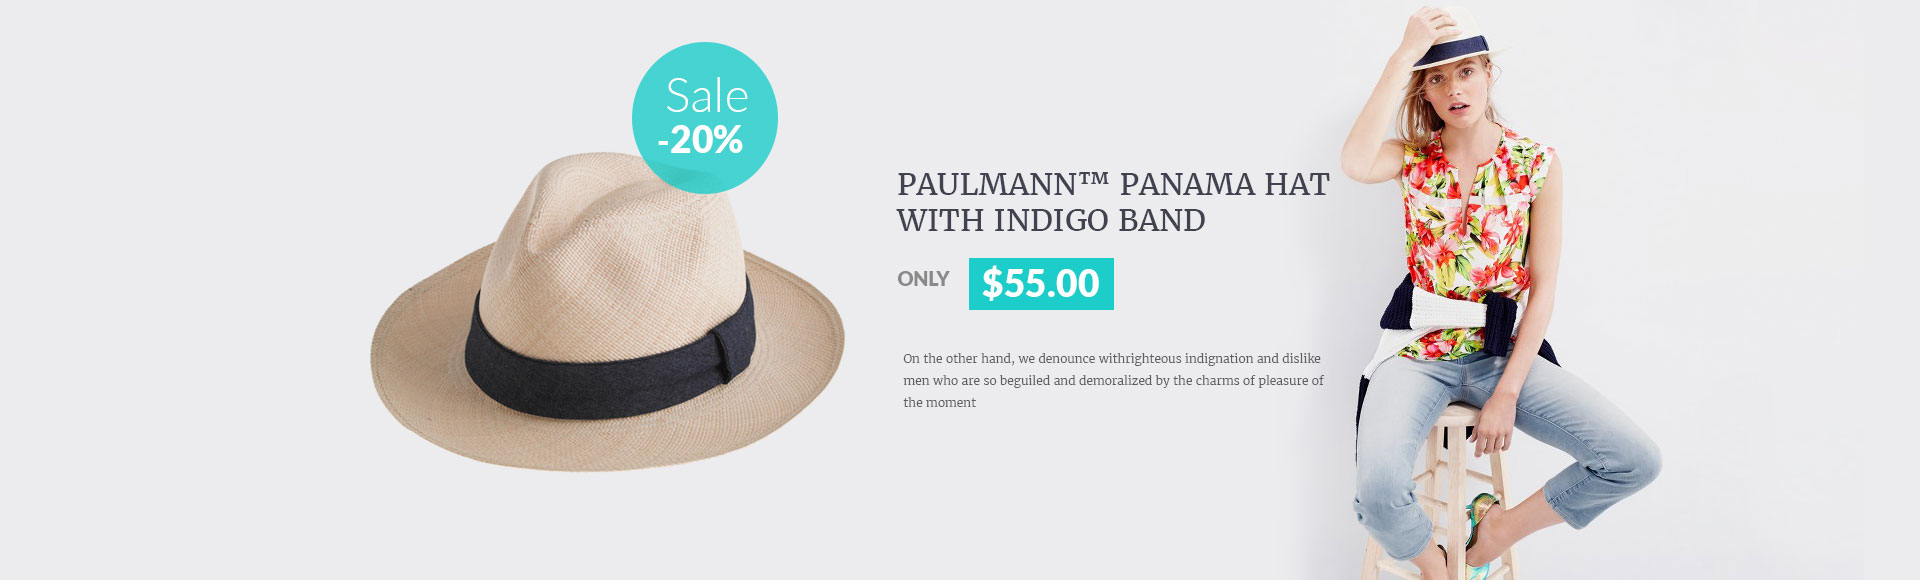 Sale
-20%
PAULMANN™ PANAMA HAT
WITH INDIGO BAND
ONLY $55.00
On the other hand, we denounce withrighteous indignation and dislike
men who are so beguiled and demoralized by the charms of pleasure of
the moment